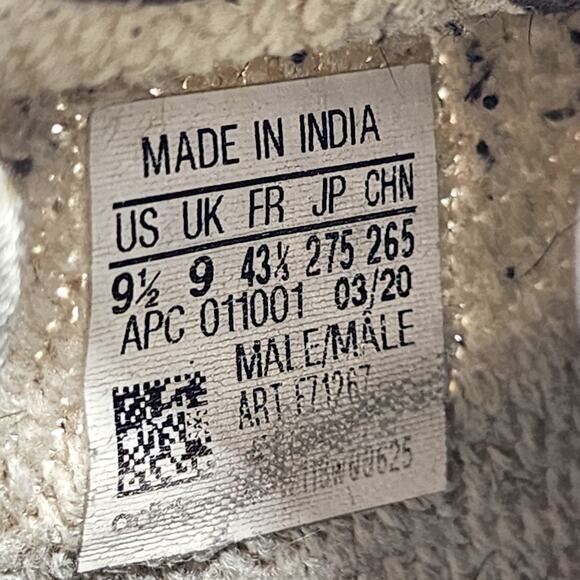 MADE IN INDIA
US UK FR JP CHN
9½ 9 43⅓ 275 265
APC 011001 03/20
MALE/MÂLE
ART F71267